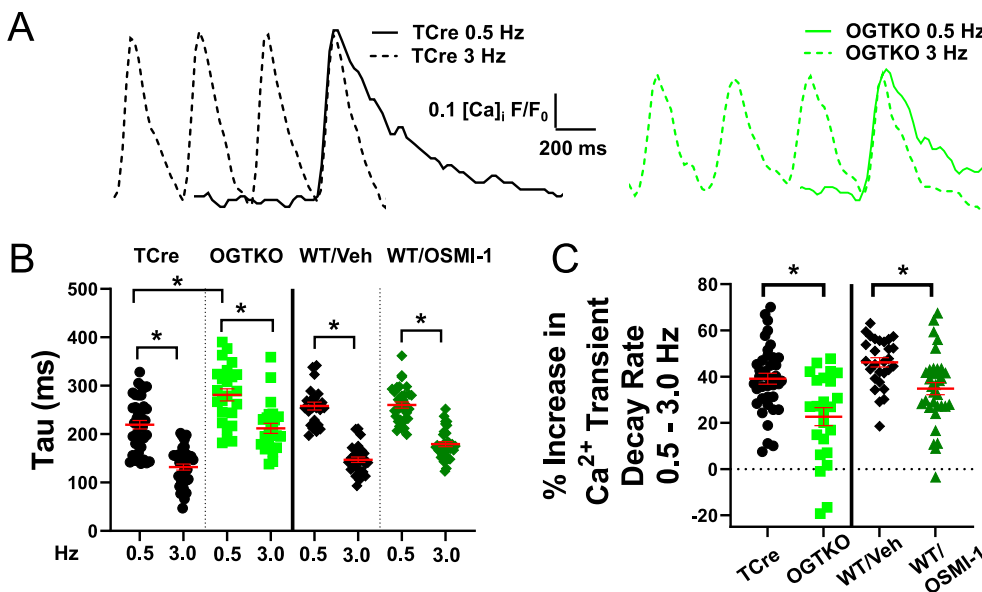 A
TCre 0.5 Hz
TCre 3 Hz
0.1 [Ca]i F/F0
200 ms
OGTKO 0.5 Hz
OGTKO 3 Hz
B
TCre OGTKO WT/Veh WT/OSMI-1
Tau (ms)
500
400
300
200
100
0
* * * * *
Hz 0.5 3.0 0.5 3.0 0.5 3.0 0.5 3.0
C
% Increase in
Ca2+ Transient
Decay Rate
0.5 - 3.0 Hz
80
60
40
20
0
-20
* *
TCre
OGTKO
WT/Veh
WT/
OSMI-1